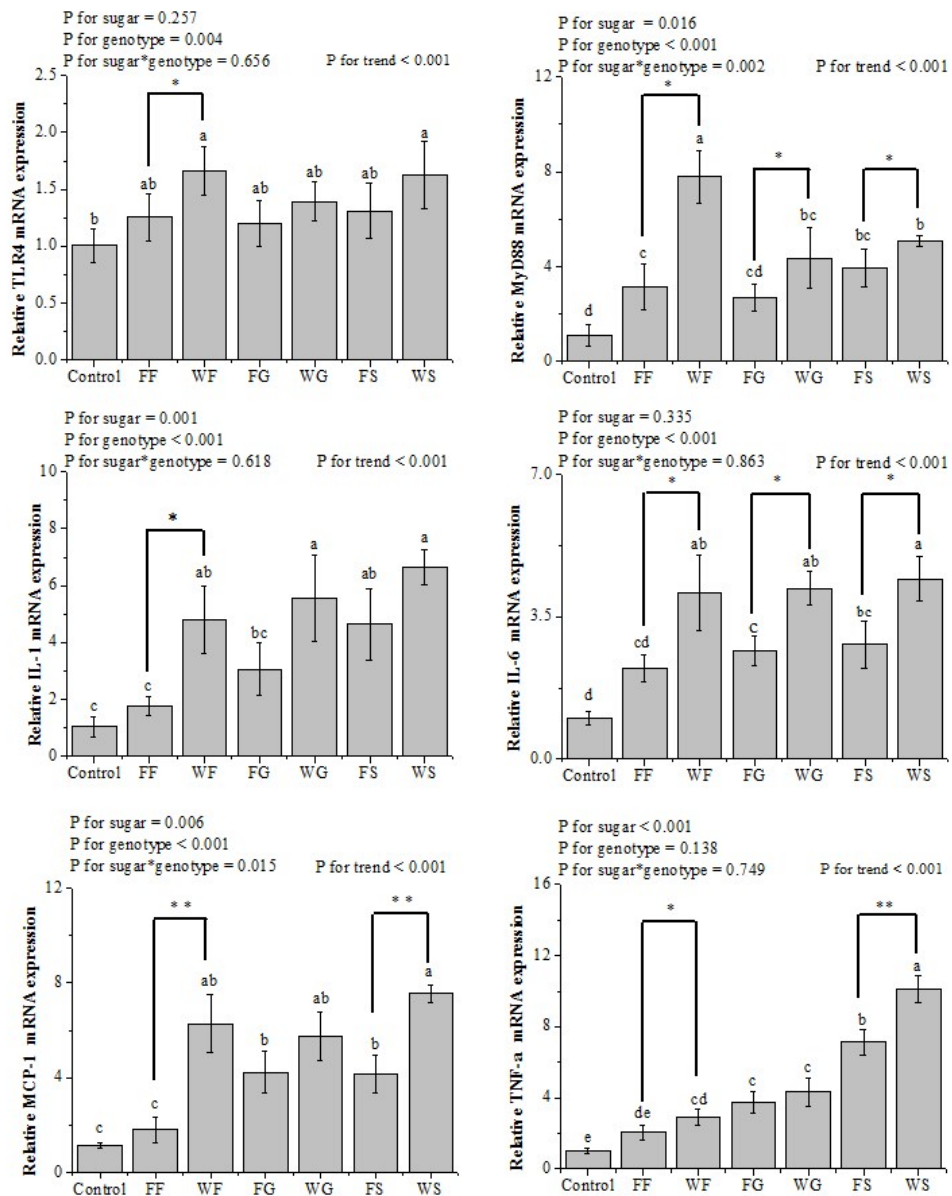 P for sugar = 0.257
P for genotype = 0.004
P for sugar*genotype = 0.656 P for trend < 0.001
2.5
2.0
1.5
1.0
0.5
0.0
Relative TLR4 mRNA expression
*
b ab a ab ab ab a
Control FF WF FG WG FS WS
P for sugar = 0.016
P for genotype < 0.001
P for sugar*genotype = 0.002 P for trend < 0.001
12
8
4
0
Relative MyD88 mRNA expression
* * *
d c a cd bc bc b
Control FF WF FG WG FS WS
P for sugar = 0.001
P for genotype < 0.001
P for sugar*genotype = 0.618 P for trend < 0.001
10
8
6
4
2
0
Relative IL-1 mRNA expression
*
c c ab bc a ab a
Control FF WF FG WG FS WS
P for sugar = 0.335
P for genotype < 0.001
P for sugar*genotype = 0.863 P for trend < 0.001
7.0
3.5
0.0
Relative IL-6 mRNA expression
* * *
d cd ab c ab bc a
Control FF WF FG WG FS WS
P for sugar = 0.006
P for genotype < 0.001
P for sugar*genotype = 0.015 P for trend < 0.001
12
8
4
0
Relative MCP-1 mRNA expression
** **
c c ab b ab b a
Control FF WF FG WG FS WS
P for sugar < 0.001
P for genotype = 0.138
P for sugar*genotype = 0.749 P for trend < 0.001
16
12
8
4
0
Relative TNF-a mRNA expression
* **
e de cd c c b a
Control FF WF FG WG FS WS